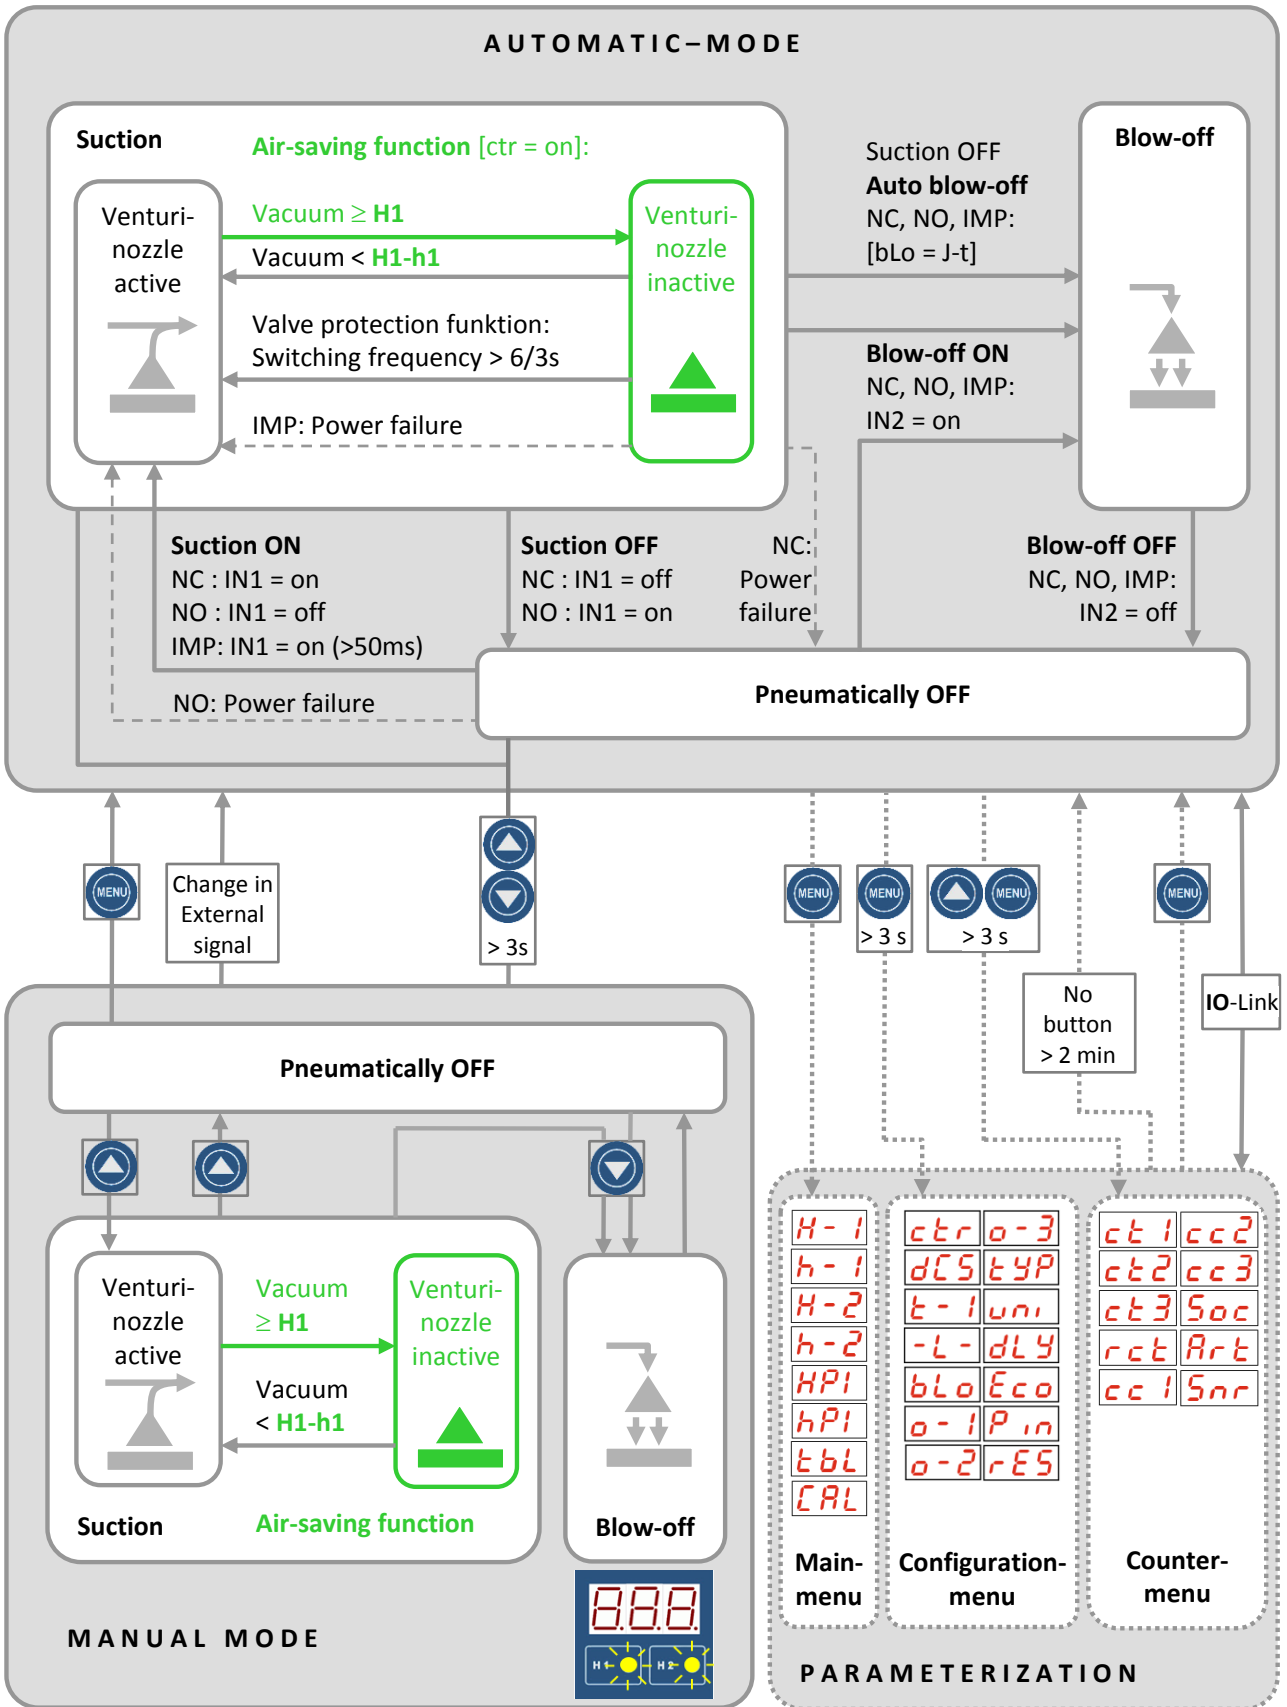 AUTOMATIC–MODE
Suction
Air-saving function [ctr = on]:
Venturi-
nozzle
active
Vacuum ≥ H1
Vacuum < H1-h1
Valve protection funktion:
Switching frequency > 6/3s
IMP: Power failure
Venturi-
nozzle
inactive
Suction OFF
Auto blow-off
NC, NO, IMP:
[bLo = J-t]
Blow-off ON
NC, NO, IMP:
IN2 = on
Blow-off
Suction ON
NC : IN1 = on
NO : IN1 = off
IMP: IN1 = on (>50ms)
NO: Power failure
Suction OFF
NC : IN1 = off
NO : IN1 = on
NC:
Power
failure
Blow-off OFF
NC, NO, IMP:
IN2 = off
Pneumatically OFF
MENU
Change in
External
signal
> 3s
MENU
MENU
> 3 s
MENU
> 3 s
No
button
> 2 min
MENU
IO-Link
Pneumatically OFF
Venturi-
nozzle
active
Vacuum
≥ H1
Vacuum
< H1-h1
Venturi-
nozzle
inactive
Suction
Air-saving function
Blow-off
MANUAL MODE
8.8.8
H1
H2
H-1
h-1
H-2
h-2
HP1
hP1
tbL
CAL
Main-
menu
ctr o-3
dCS tYP
t-1 uni
-L- dLY
bLo Eco
o-1 Pin
o-2 rES
Configuration-
menu
ct1 cc2
ct2 cc3
ct3 Soc
rct Art
cc1 Snr
Counter-
menu
PARAMETERIZATION